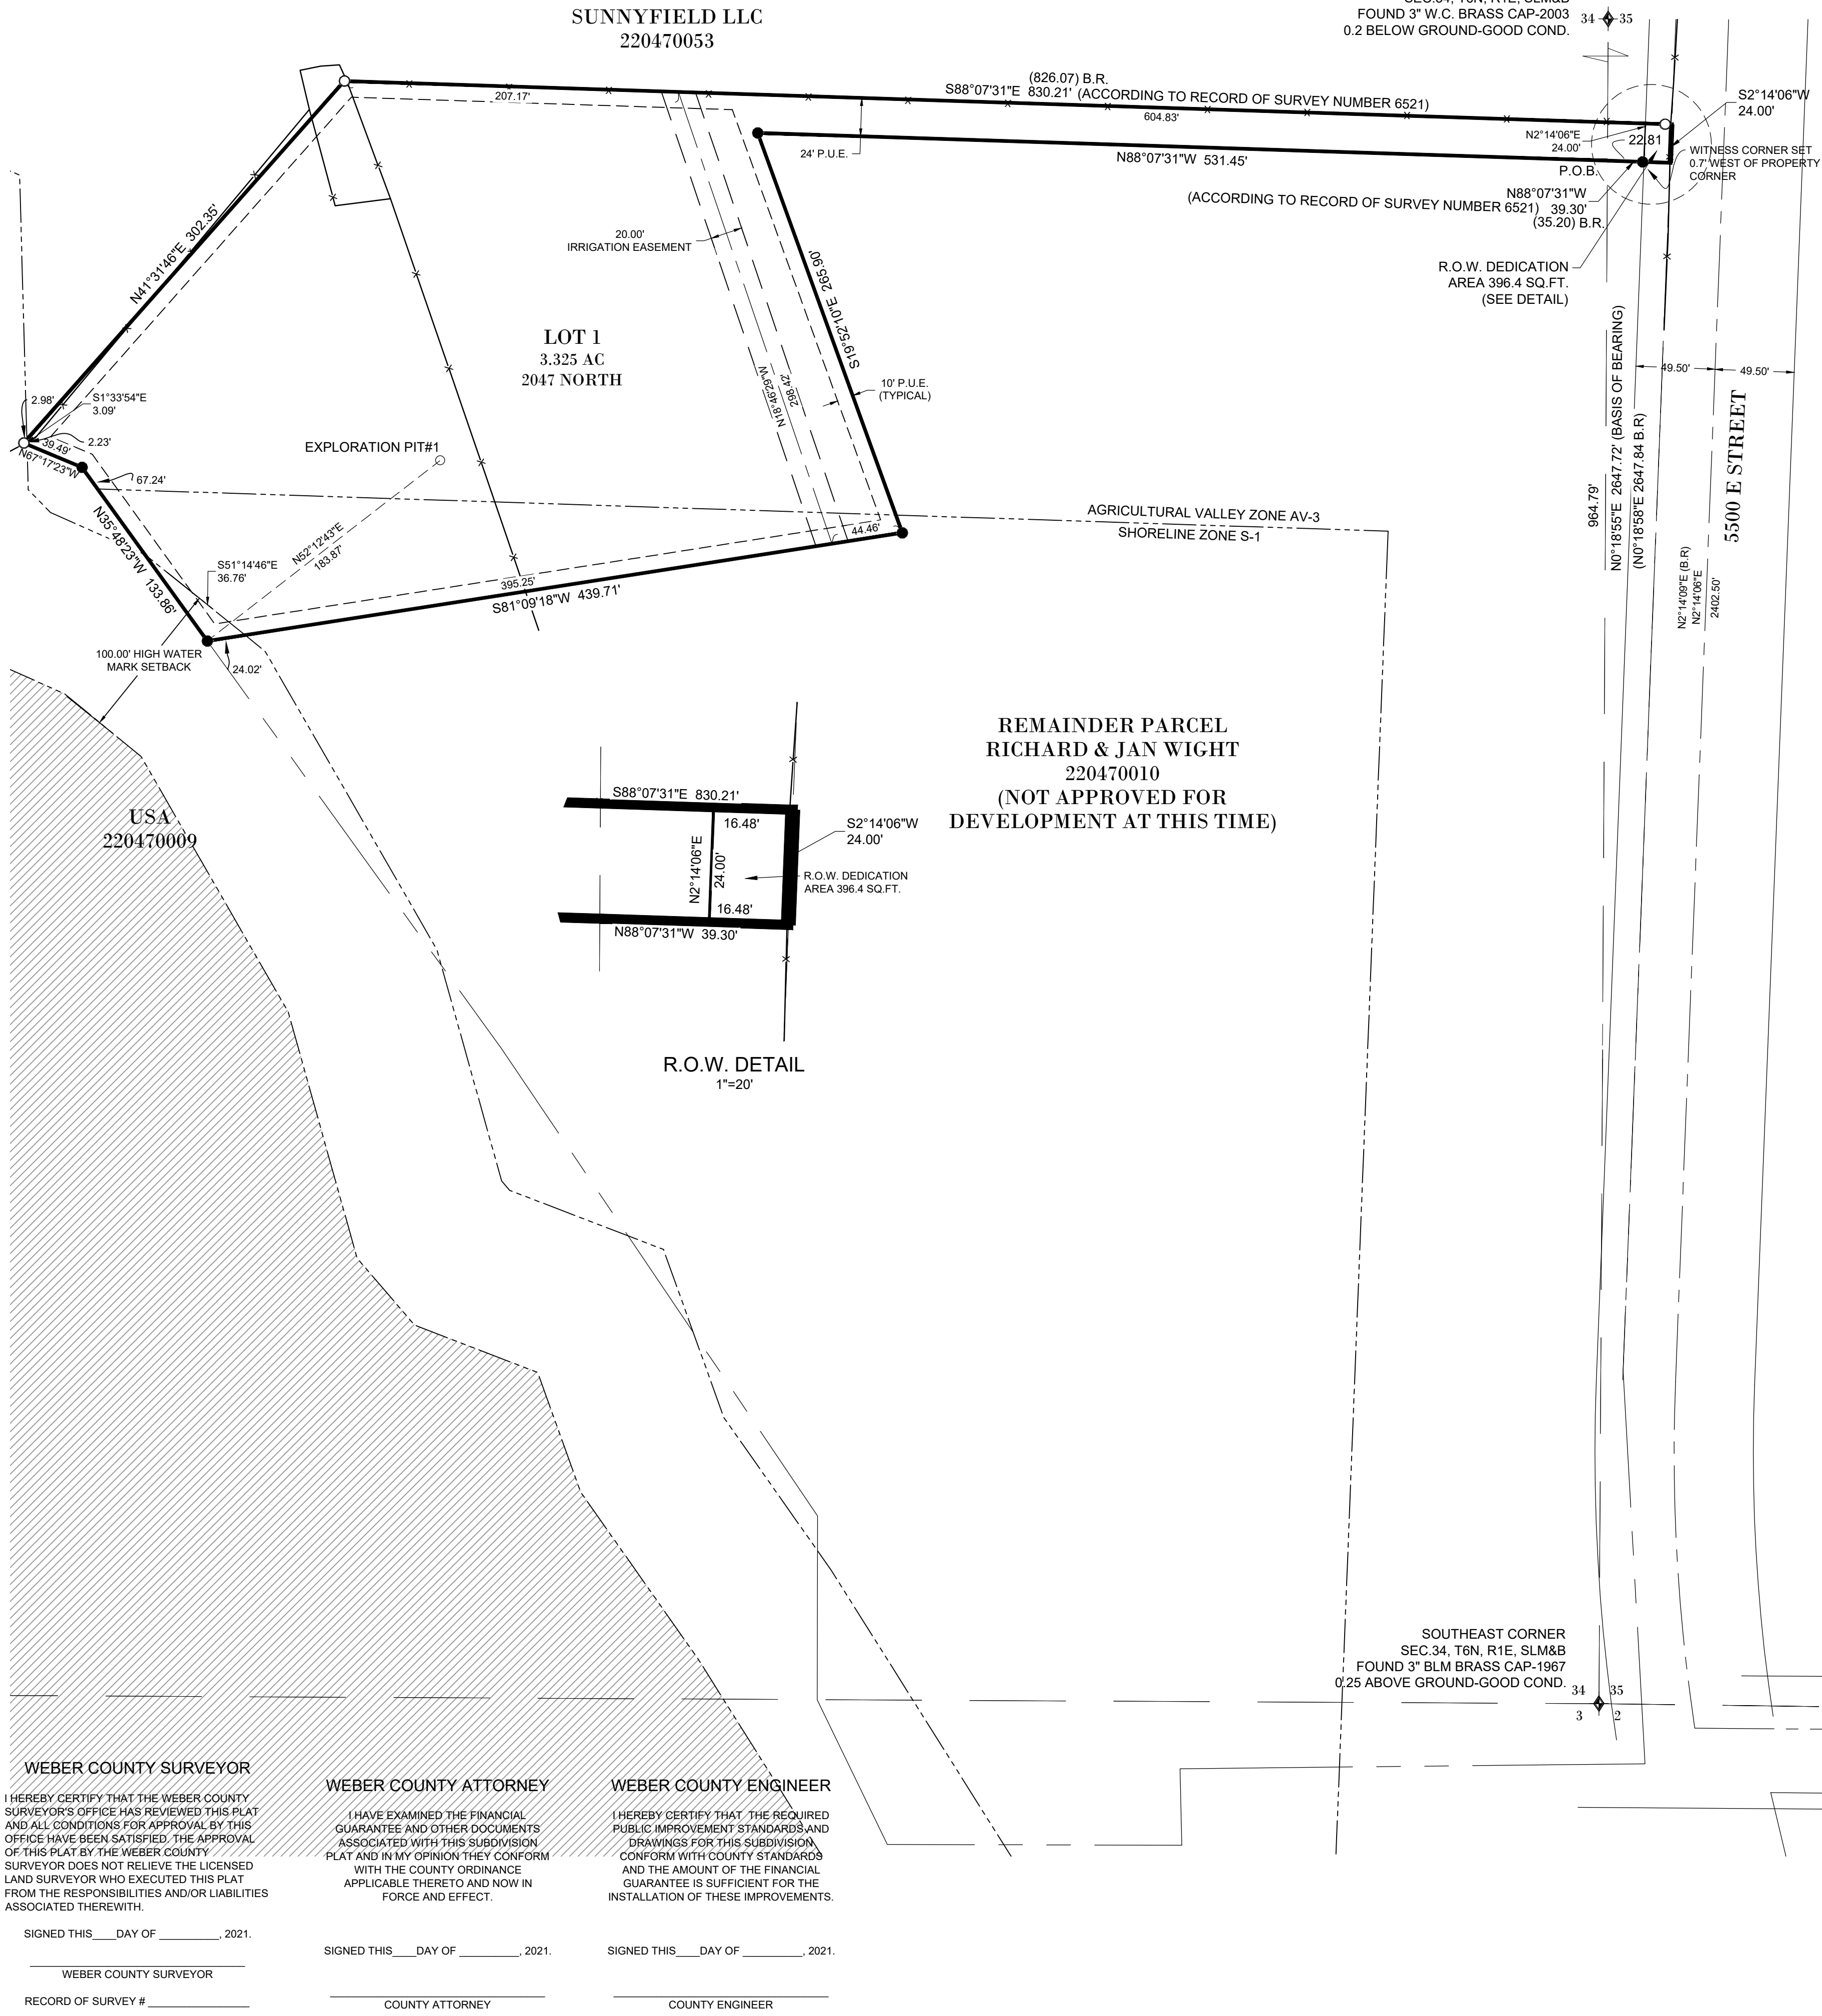 SUNNYFIELD LLC
220470053
FOUND 3" W.C. BRASS CAP-2003
0.2 BELOW GROUND-GOOD COND.
34 35
(826.07) B.R.
S88°07'31"E 830.21' (ACCORDING TO RECORD OF SURVEY NUMBER 6521)
207.17'
604.83'
S2°14'06"W
24.00'
N2°14'06"E
24.00'
22.81
WITNESS CORNER SET
0.7' WEST OF PROPERTY
CORNER
24' P.U.E.
N88°07'31"W 531.45'
P.O.B.
N88°07'31"W
(ACCORDING TO RECORD OF SURVEY NUMBER 6521) 39.30'
(35.20) B.R.
R.O.W. DEDICATION
AREA 396.4 SQ.FT.
(SEE DETAIL)
N41°31'46"E 302.35'
20.00'
IRRIGATION EASEMENT
S19°52'10"E 265.90'
LOT 1
3.325 AC
2047 NORTH
N18°46'29"W
298.42'
10' P.U.E.
(TYPICAL)
49.50'
49.50'
5500 E STREET
N0°18'55"E 2647.72' (BASIS OF BEARING)
(N0°18'58"E 2647.84 B.R)
964.79'
N2°14'09"E (B.R)
N2°14'06"E
2402.50'
2.98'
S1°33'54"E
3.09'
2.23'
39.49'
N67°17'23"W
67.24'
EXPLORATION PIT#1
N52°12'43"E
183.87'
N35°48'23"W 133.86'
S51°14'46"E
36.76'
44.46'
395.25'
S81°09'18"W 439.71'
AGRICULTURAL VALLEY ZONE AV-3
SHORELINE ZONE S-1
100.00' HIGH WATER
MARK SETBACK
24.02'
REMAINDER PARCEL
RICHARD & JAN WIGHT
220470010
(NOT APPROVED FOR
DEVELOPMENT AT THIS TIME)
USA
220470009
S88°07'31"E 830.21'
16.48'
S2°14'06"W
24.00'
N2°14'06"E
24.00'
R.O.W. DEDICATION
AREA 396.4 SQ.FT.
16.48'
N88°07'31"W 39.30'
R.O.W. DETAIL
1"=20'
SOUTHEAST CORNER
SEC.34, T6N, R1E, SLM&B
FOUND 3" BLM BRASS CAP-1967
0.25 ABOVE GROUND-GOOD COND.
34 35
3 2
WEBER COUNTY SURVEYOR
I HEREBY CERTIFY THAT THE WEBER COUNTY
SURVEYOR'S OFFICE HAS REVIEWED THIS PLAT
AND ALL CONDITIONS FOR APPROVAL BY THIS
OFFICE HAVE BEEN SATISFIED. THE APPROVAL
OF THIS PLAT BY THE WEBER COUNTY
SURVEYOR DOES NOT RELIEVE THE LICENSED
LAND SURVEYOR WHO EXECUTED THIS PLAT
FROM THE RESPONSIBILITIES AND/OR LIABILITIES
ASSOCIATED THEREWITH.
SIGNED THIS____DAY OF __________, 2021.
WEBER COUNTY SURVEYOR
RECORD OF SURVEY # _________________
WEBER COUNTY ATTORNEY
I HAVE EXAMINED THE FINANCIAL
GUARANTEE AND OTHER DOCUMENTS
ASSOCIATED WITH THIS SUBDIVISION
PLAT AND IN MY OPINION THEY CONFORM
WITH THE COUNTY ORDINANCE
APPLICABLE THERETO AND NOW IN
FORCE AND EFFECT.
SIGNED THIS____DAY OF __________, 2021.
COUNTY ATTORNEY
WEBER COUNTY ENGINEER
I HEREBY CERTIFY THAT THE REQUIRED
PUBLIC IMPROVEMENT STANDARDS AND
DRAWINGS FOR THIS SUBDIVISION
CONFORM WITH COUNTY STANDARDS
AND THE AMOUNT OF THE FINANCIAL
GUARANTEE IS SUFFICIENT FOR THE
INSTALLATION OF THESE IMPROVEMENTS.
SIGNED THIS____DAY OF __________, 2021.
COUNTY ENGINEER